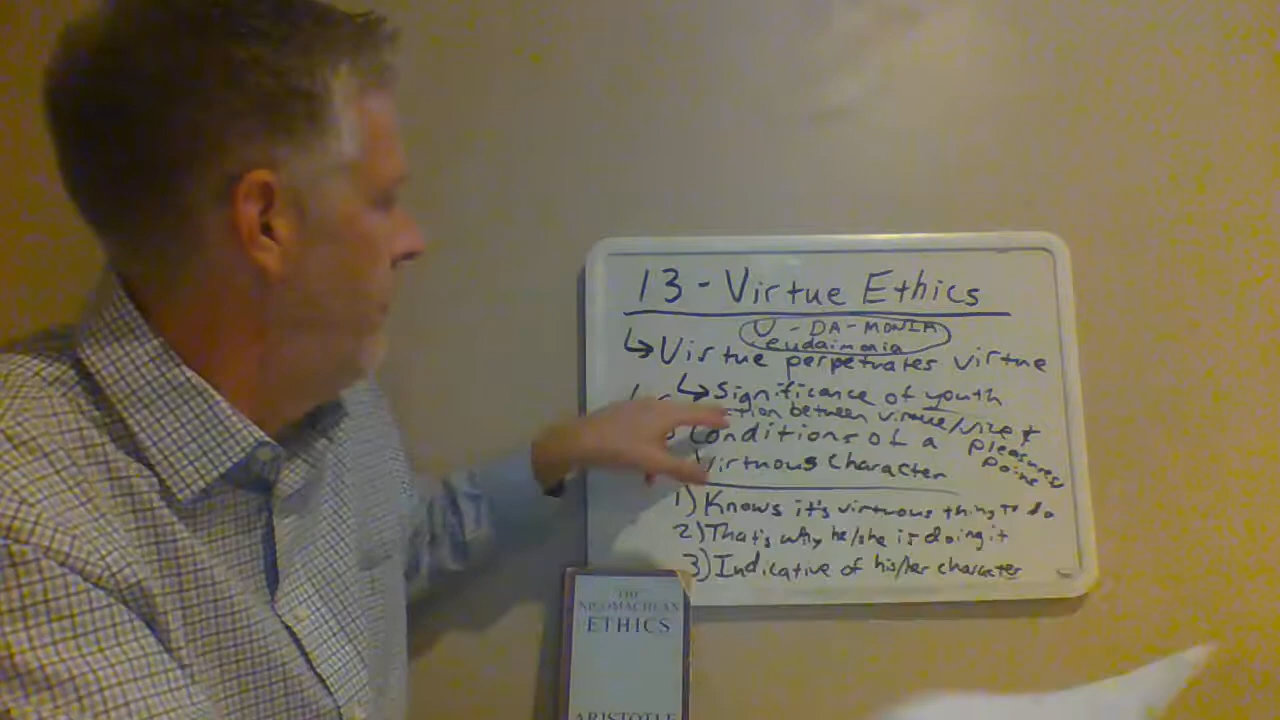 13 - Virtue Ethics
U - DA - MONIA
eudaimonia
↳ Virtue perpetrates virtue
↳ Significance of youth
ction between virtue/vice &
pleasures/
pains
Conditions of a
Virtuous Character
1) Knows it's virtuous thing to do
2) That's why he/she is doing it
3) Indicative of his/her character
THE
NICOMACHEAN
ETHICS
ARISTOTLE